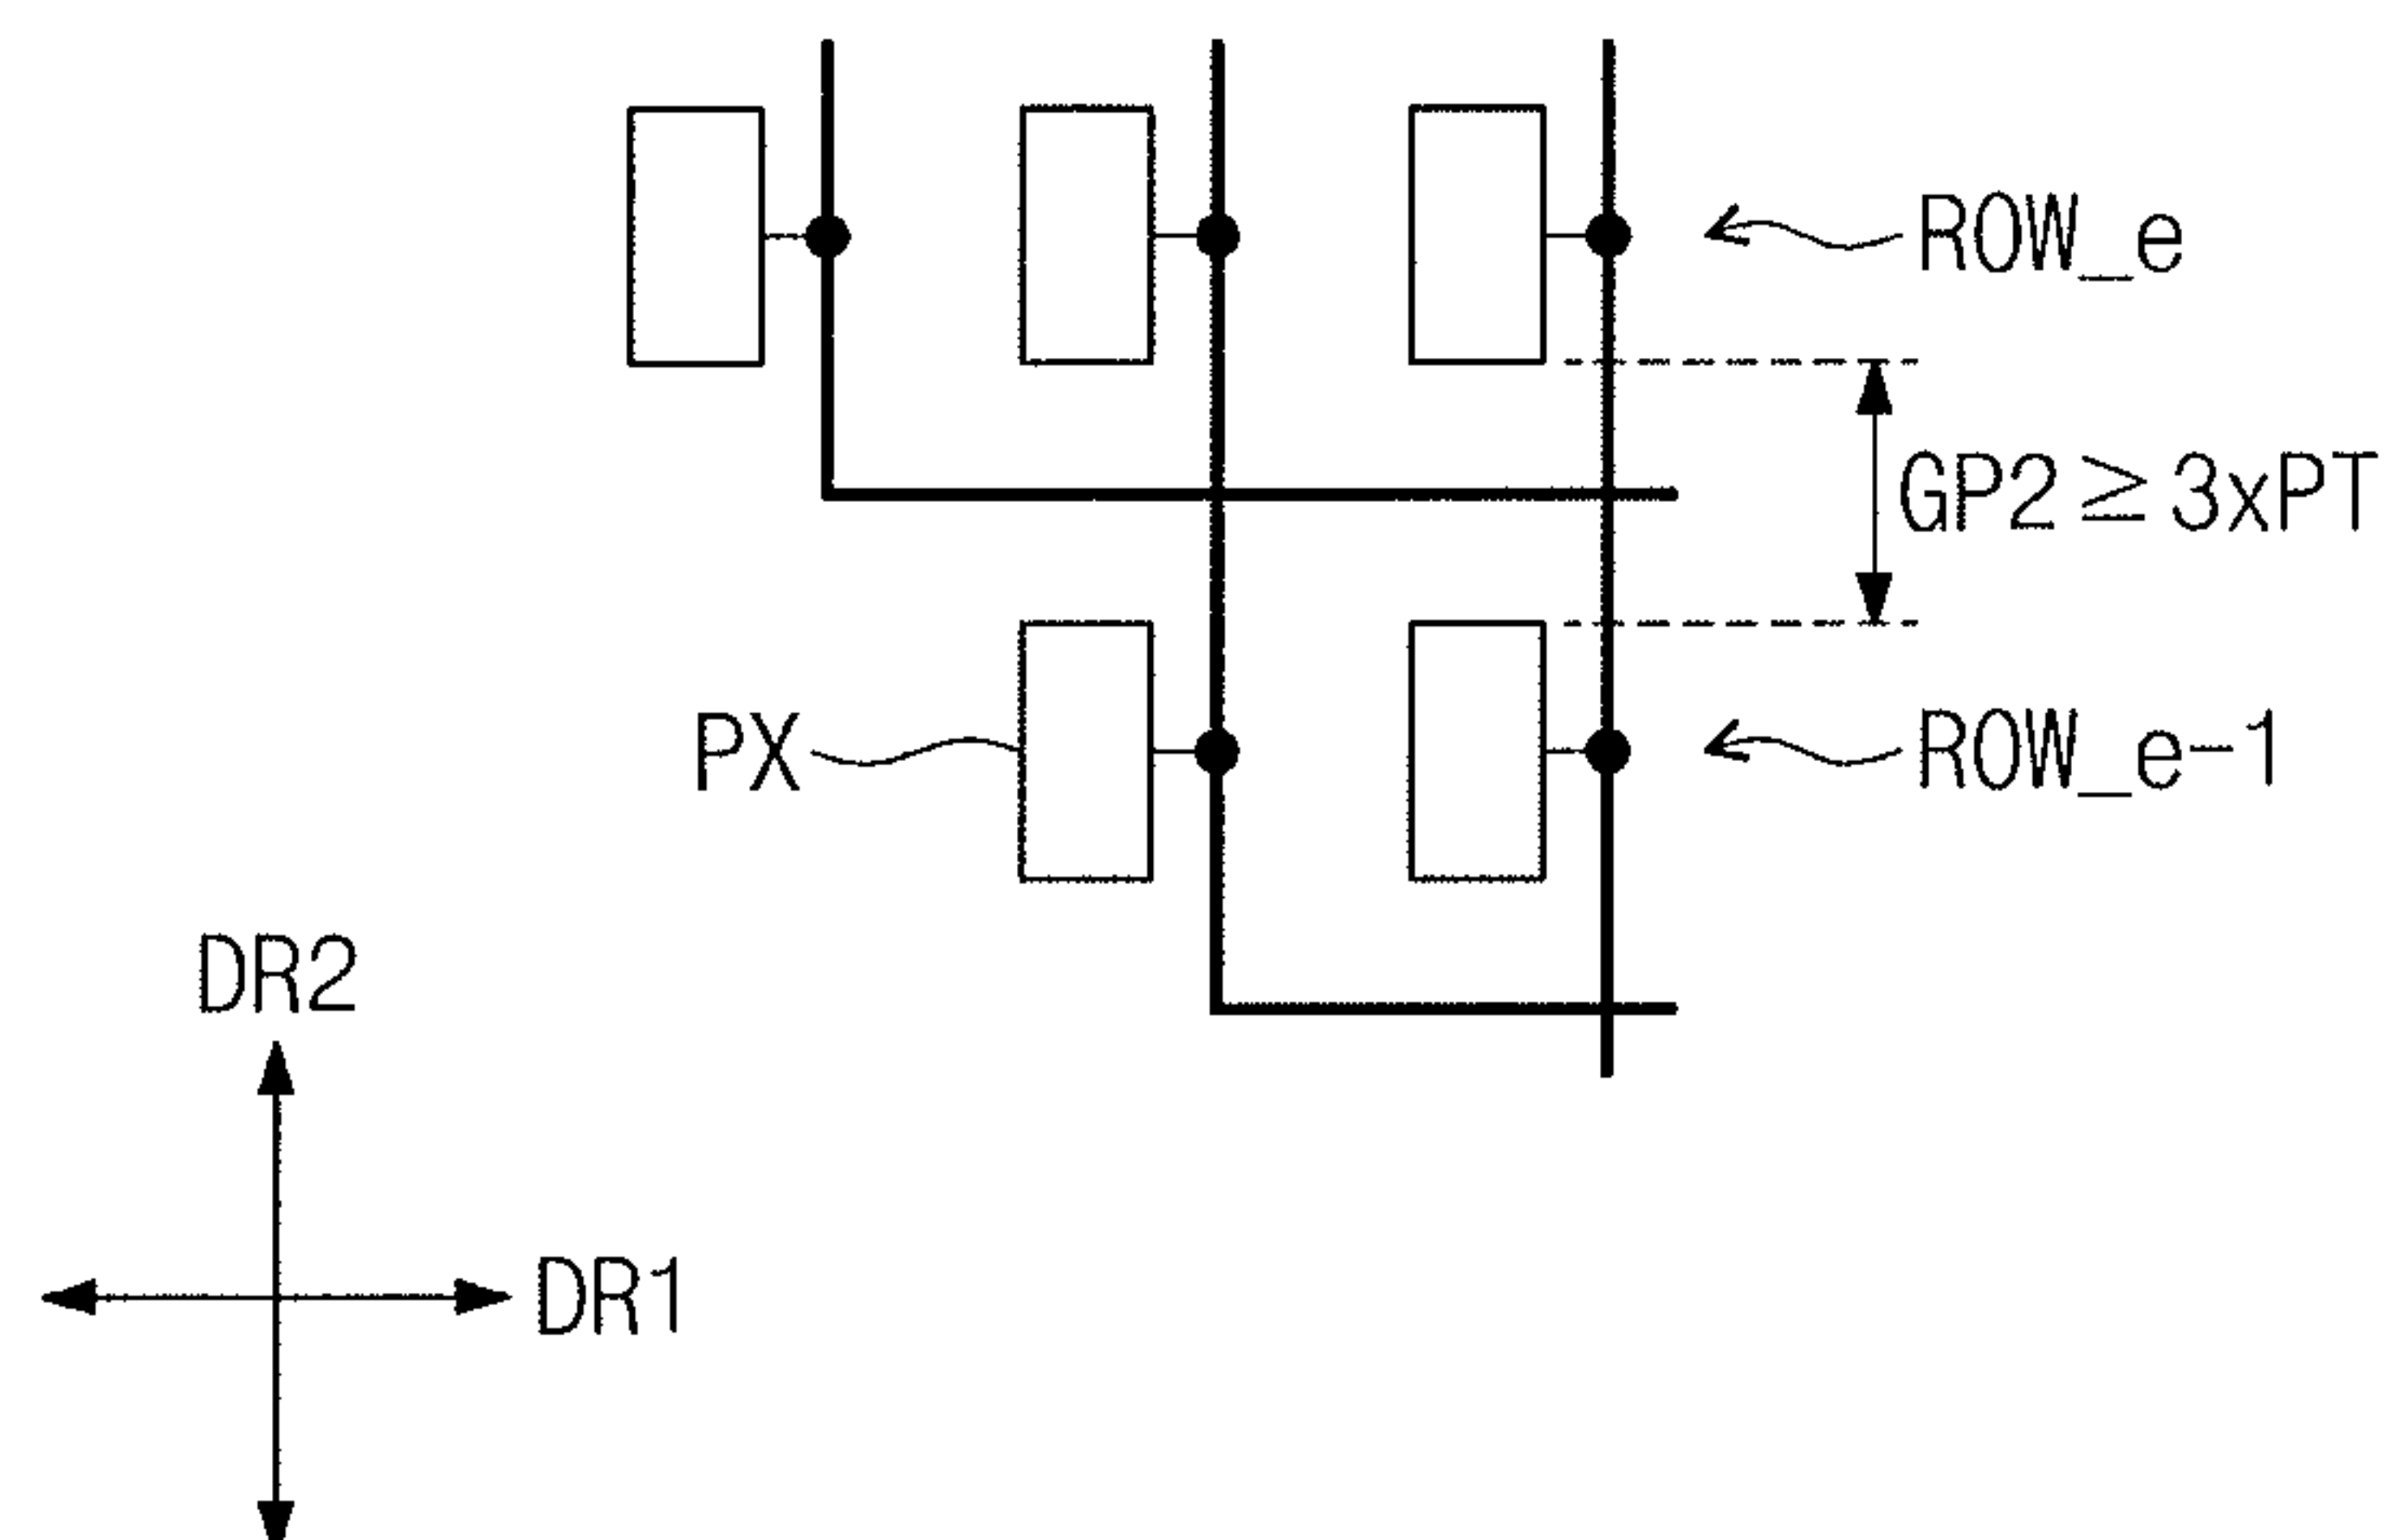 ROW_e
GP2≧3xPT
PX
ROW_e-1
DR2
DR1